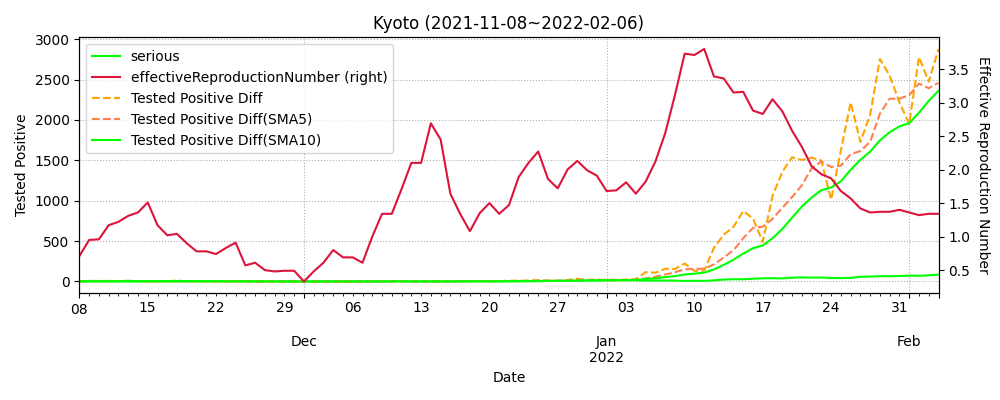 Kyoto (2021-11-08~2022-02-06)
serious
effectiveReproductionNumber (right)
Tested Positive Diff
Tested Positive Diff(SMA5)
Tested Positive Diff(SMA10)
Tested Positive
3000
2500
2000
1500
1000
500
0
Effective Reproduction Number
3.5
3.0
2.5
2.0
1.5
1.0
0.5
08 15 22 29 06 13 20 27 03 10 17 24 31
Dec Jan Feb
2022
Date